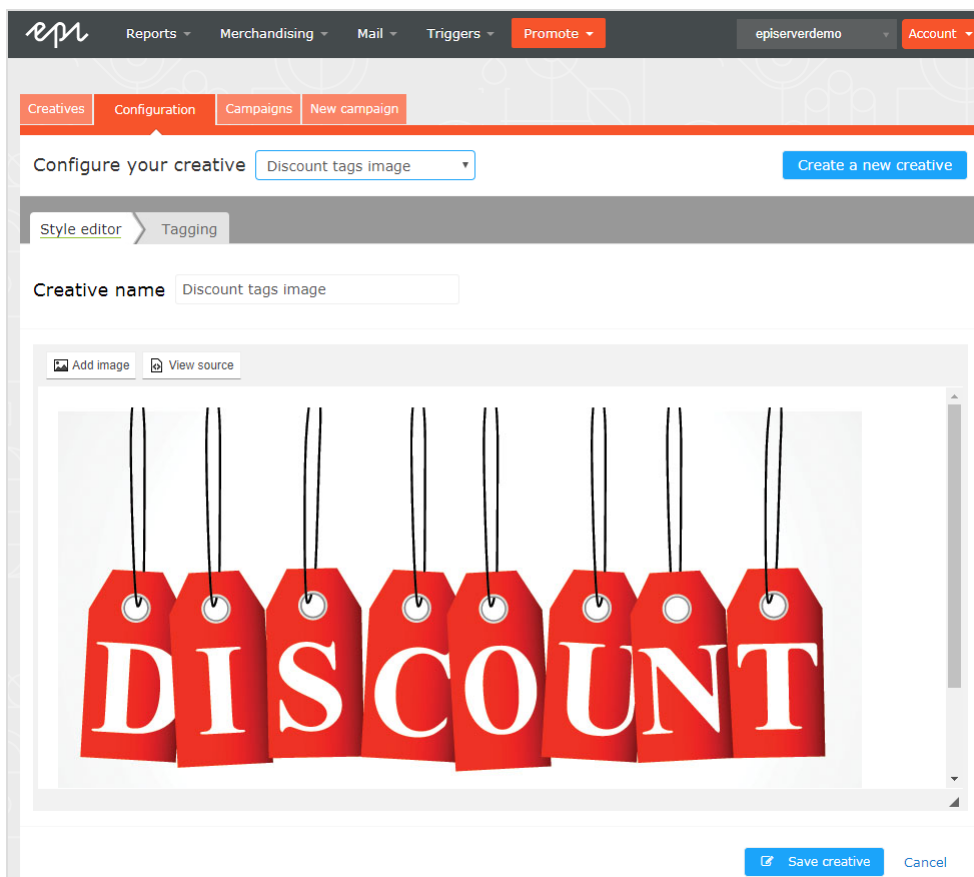 epi Reports Merchandising Mail Triggers Promote episerverdemo Account
Creatives Configuration Campaigns New campaign
Configure your creative Discount tags image Create a new creative
Style editor Tagging
Creative name Discount tags image
Add image View source
DISCOUNT
Save creative Cancel